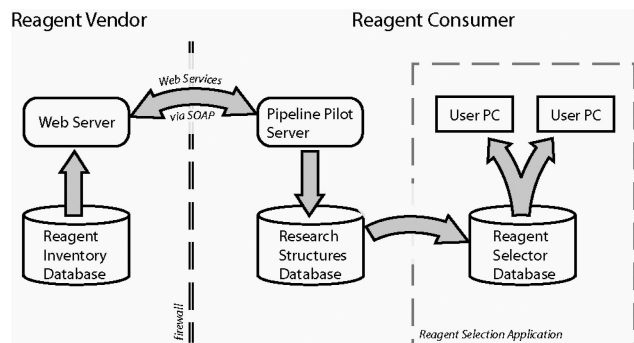 Reagent Vendor
Reagent Consumer
Web Services
via SOAP
Web Server
Pipeline Pilot
Server
User PC
User PC
Reagent
Inventory
Database
Research
Structures
Database
Reagent
Selector
Database
firewall
Reagent Selection Application